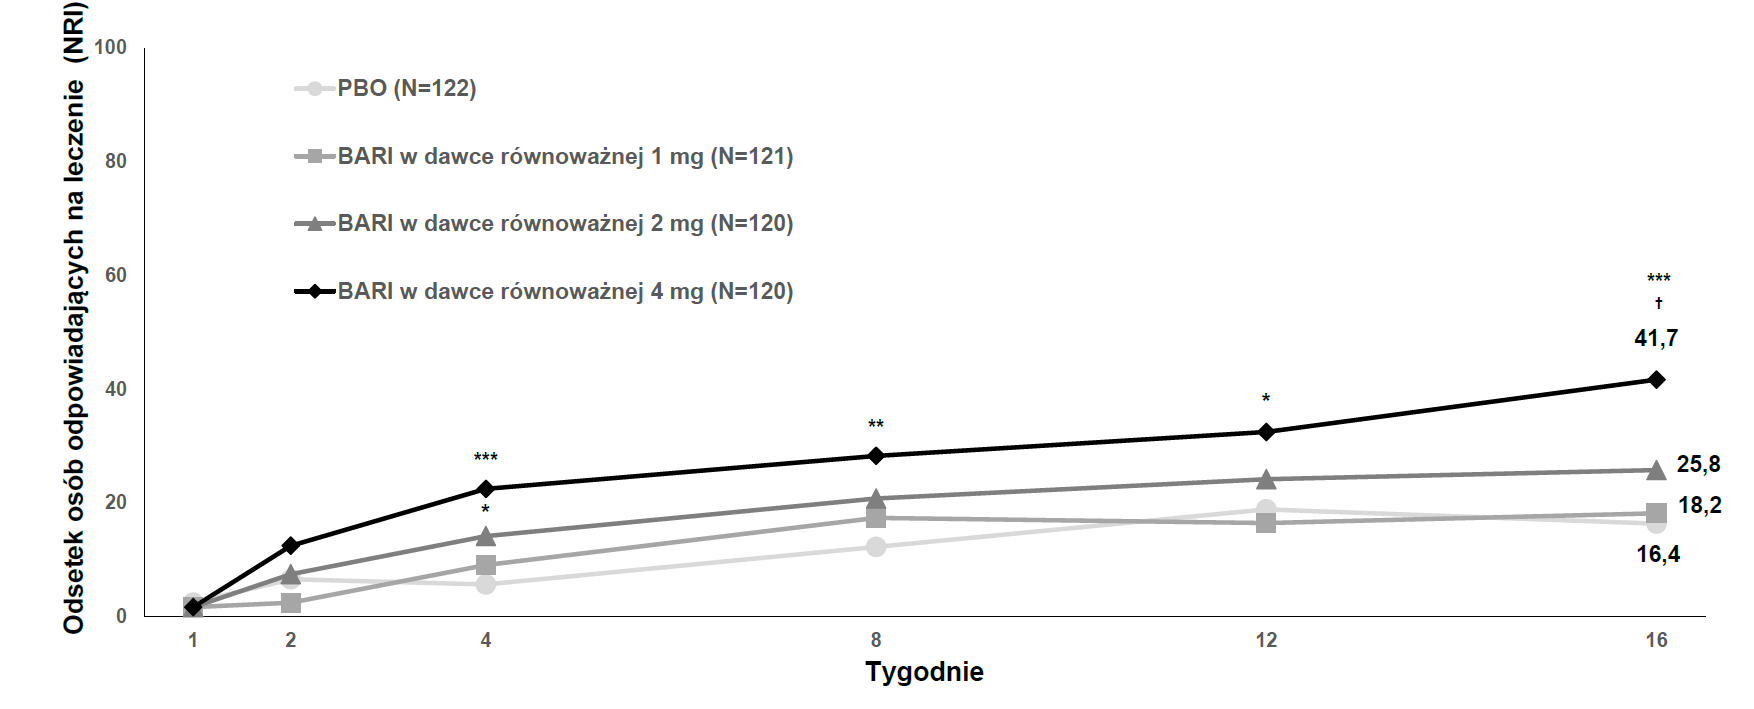 Odsetek osób odpowiadających na leczenie (NRI)
100
80
60
40
20
0
PBO (N=122)
BARI w dawce równoważnej 1 mg (N=121)
BARI w dawce równoważnej 2 mg (N=120)
BARI w dawce równoważnej 4 mg (N=120)
***
*
**
*
***
†
41,7
25,8
18,2
16,4
1 2 4 8 12 16
Tygodnie